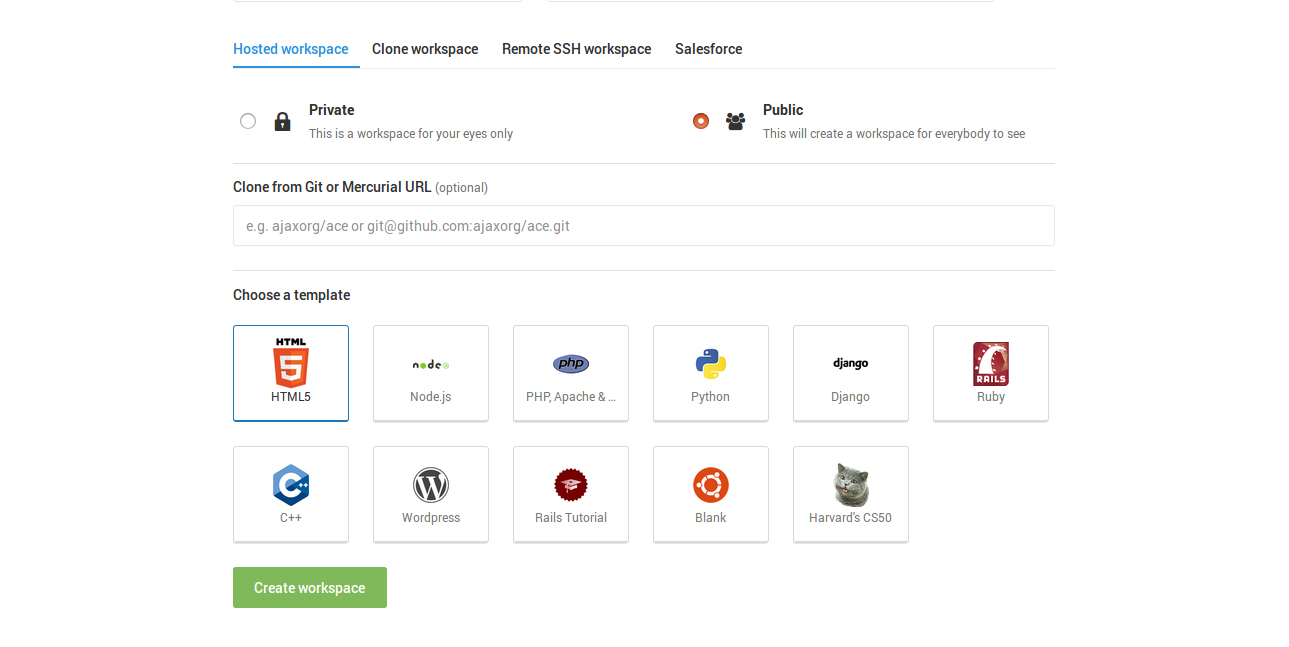 Hosted workspace Clone workspace Remote SSH workspace Salesforce
Private
This is a workspace for your eyes only
Public
This will create a workspace for everybody to see
Clone from Git or Mercurial URL (optional)
e.g. ajaxorg/ace or git@github.com:ajaxorg/ace.git
Choose a template
HTML
5
HTML5
node
Node.js
php
PHP, Apache & ...
Python
django
Django
RAILS
Ruby
C++
C++
W
Wordpress
Rails Tutorial
Blank
Harvard's CS50
Create workspace